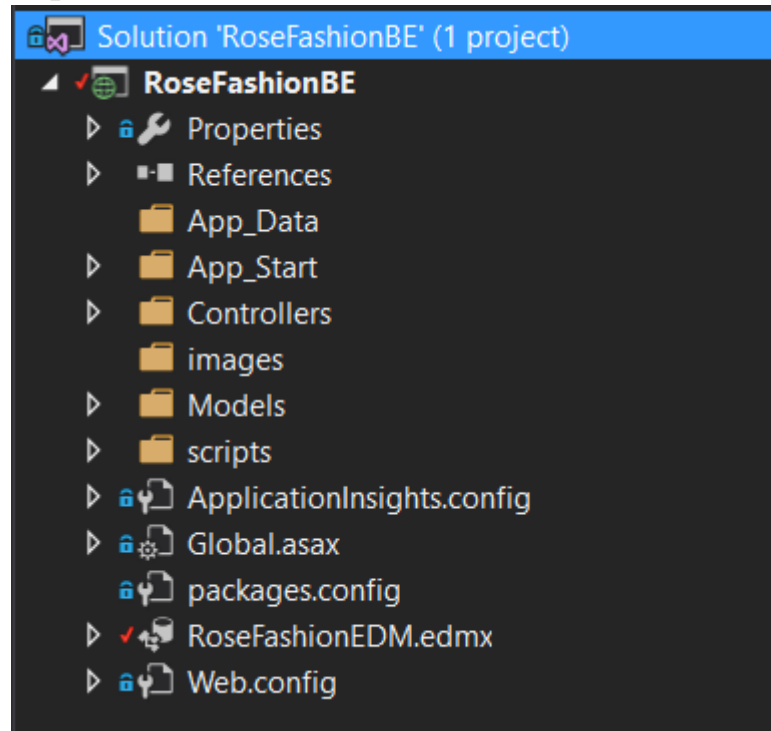 Solution 'RoseFashionBE' (1 project)
RoseFashionBE
Properties
References
App_Data
App_Start
Controllers
images
Models
scripts
ApplicationInsights.config
Global.asax
packages.config
RoseFashionEDM.edmx
Web.config